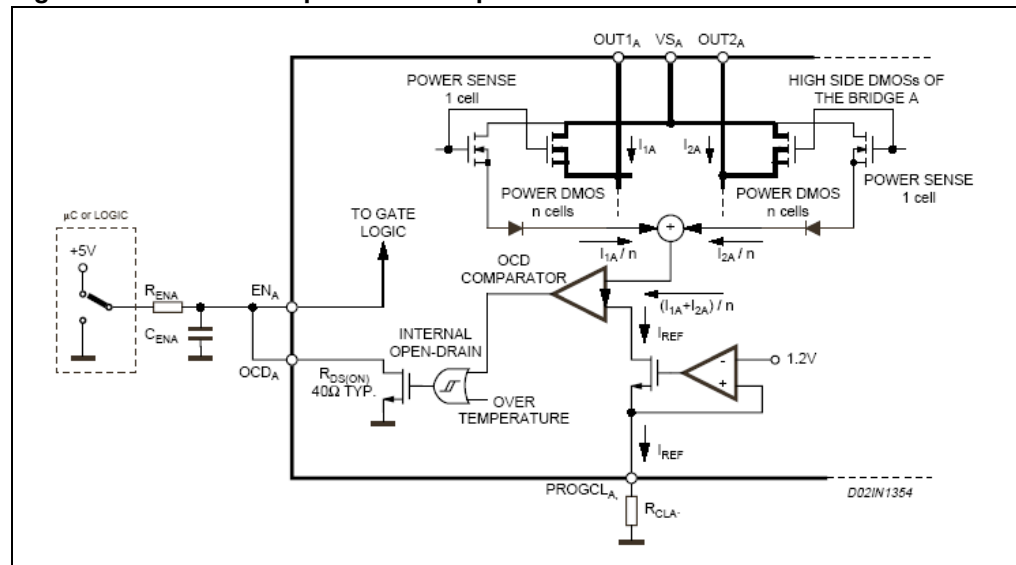 OUT1A VSA OUT2A
POWER SENSE
1 cell
HIGH SIDE DMOSs OF
THE BRIDGE A
I1A
I2A
POWER DMOS
n cells
POWER DMOS
n cells
POWER SENSE
1 cell
µC or LOGIC
+5V
TO GATE
LOGIC
+
I1A / n
I2A / n
OCD
COMPARATOR
(I1A+I2A) / n
RENA
ENA
CENA
IREF
INTERNAL
OPEN-DRAIN
-
+
1.2V
OCDA
RDS(ON)
40Ω TYP.
OVER
TEMPERATURE
IREF
PROGCLA,
RCLA.
D02IN1354